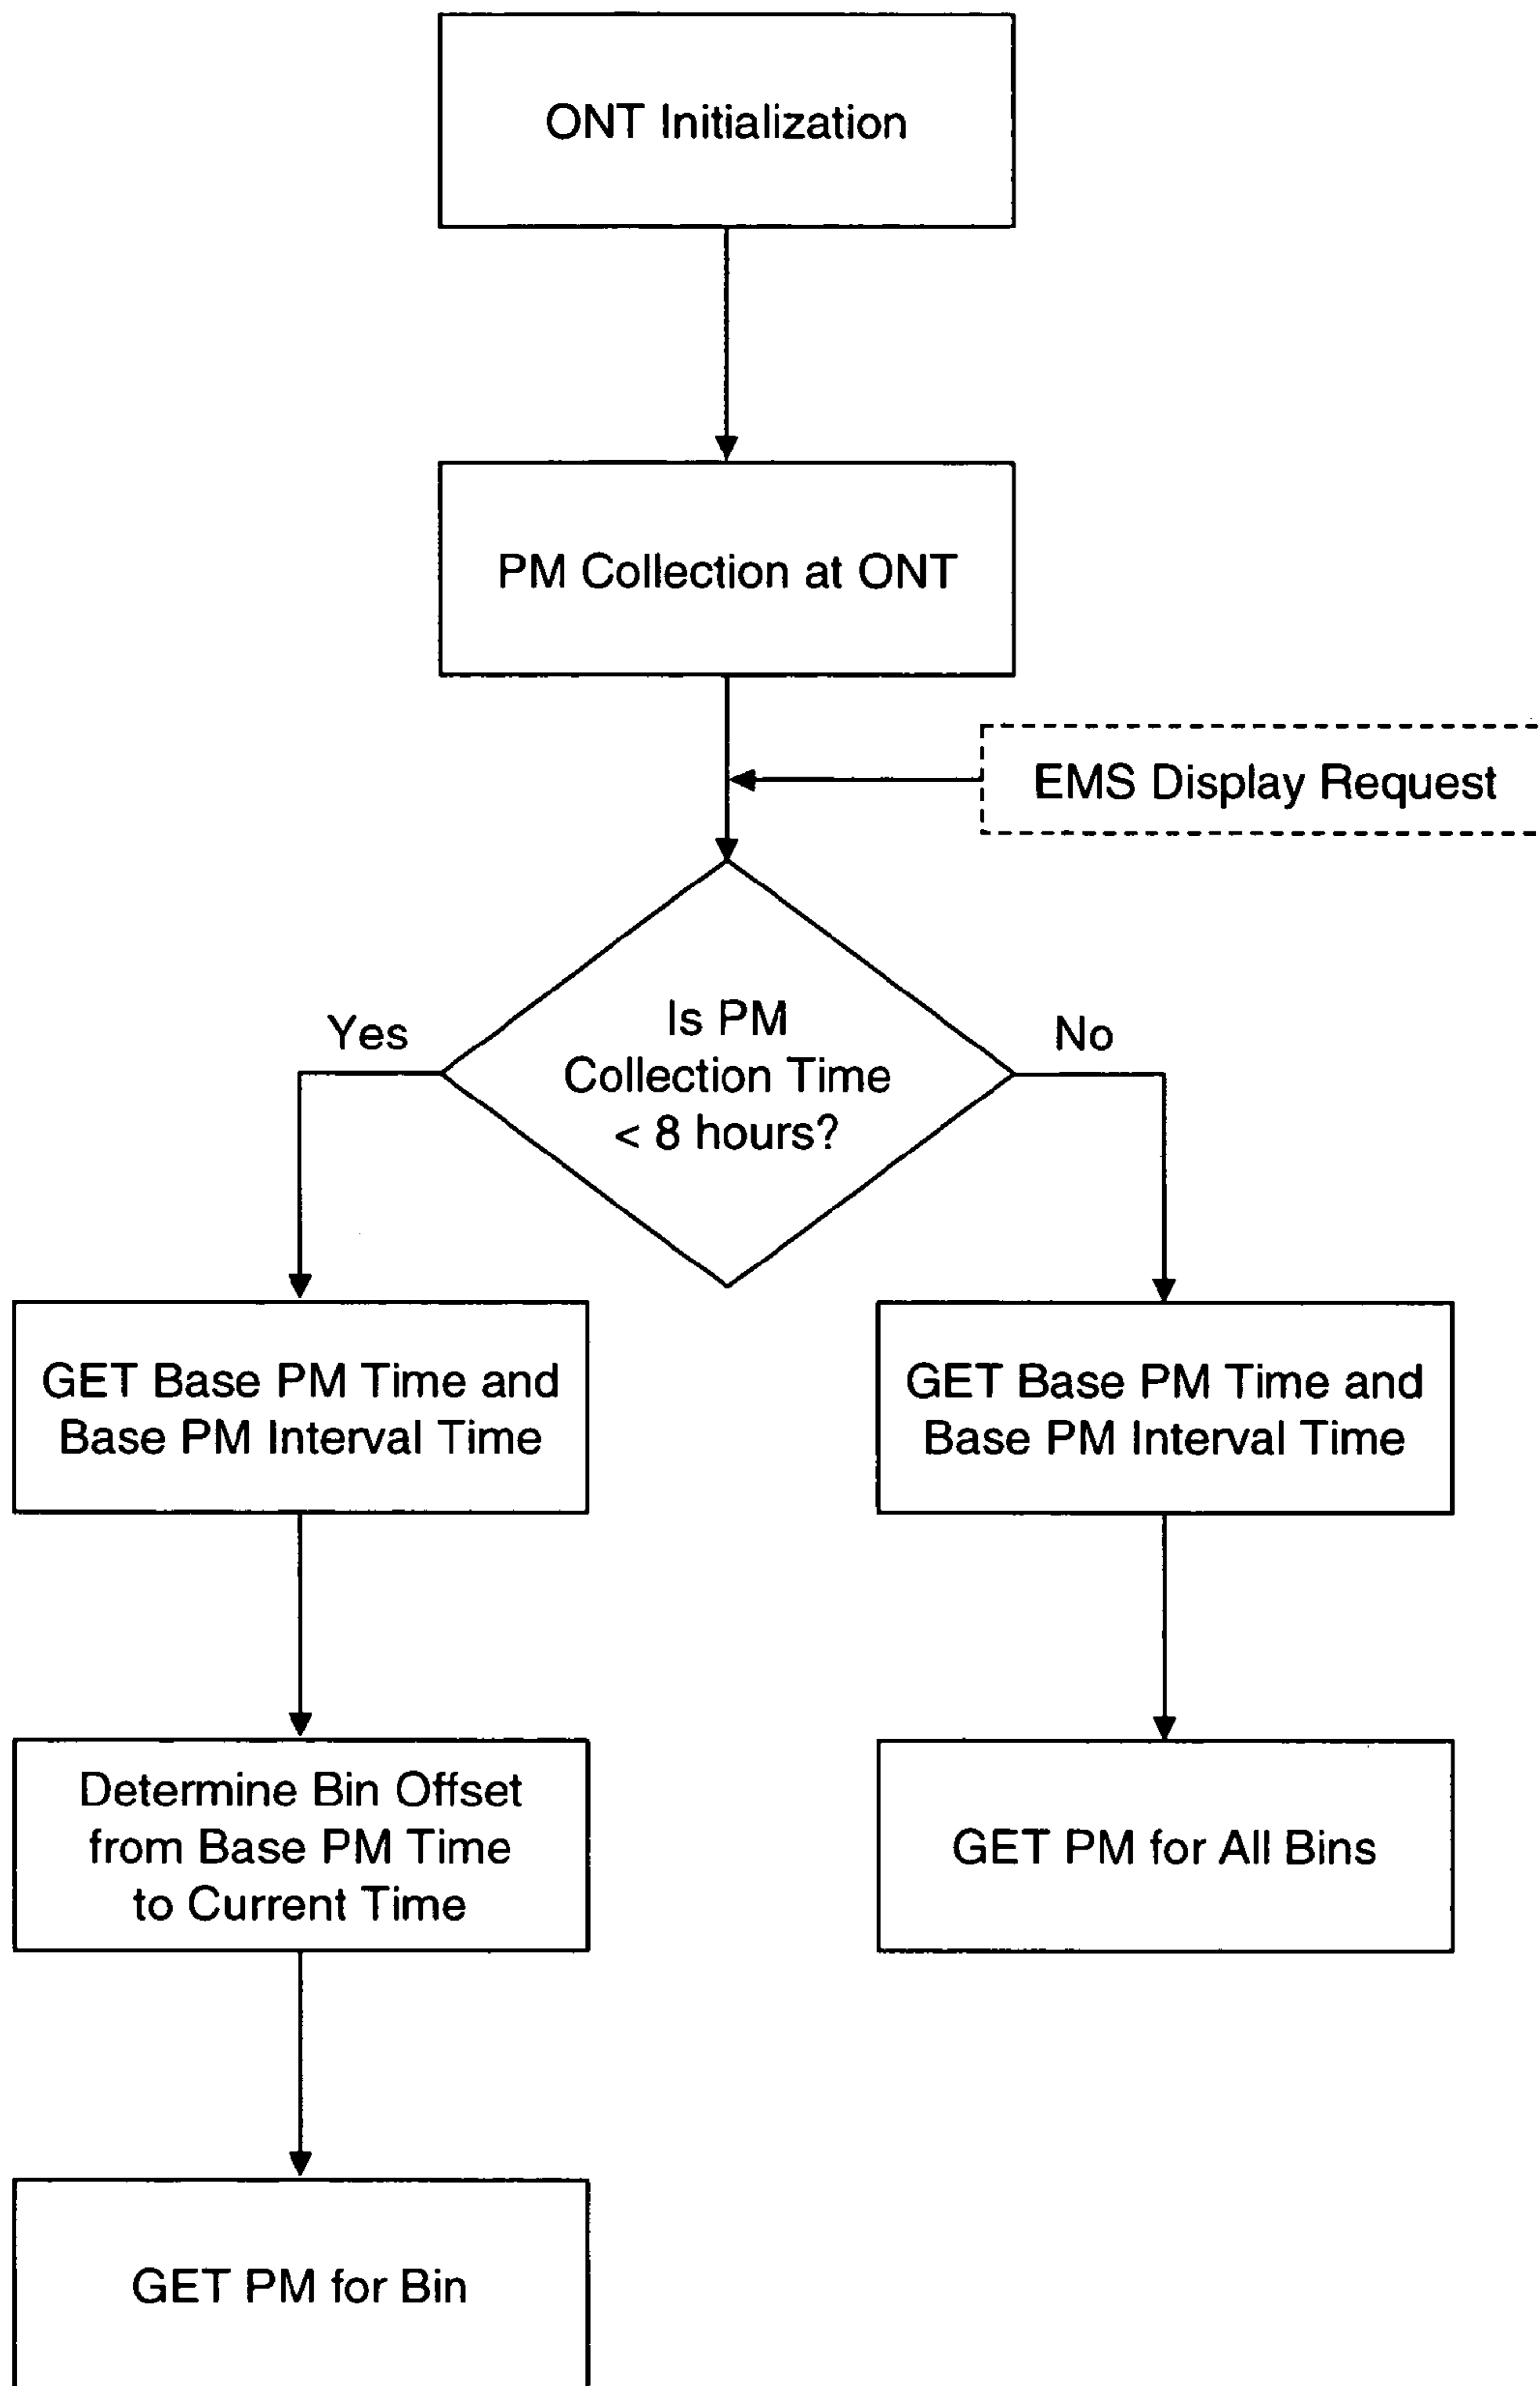 ONT Initialization
PM Collection at ONT
EMS Display Request
Is PM
Collection Time
< 8 hours?
Yes
No
GET Base PM Time and
Base PM Interval Time
GET Base PM Time and
Base PM Interval Time
Determine Bin Offset
from Base PM Time
to Current Time
GET PM for All Bins
GET PM for Bin